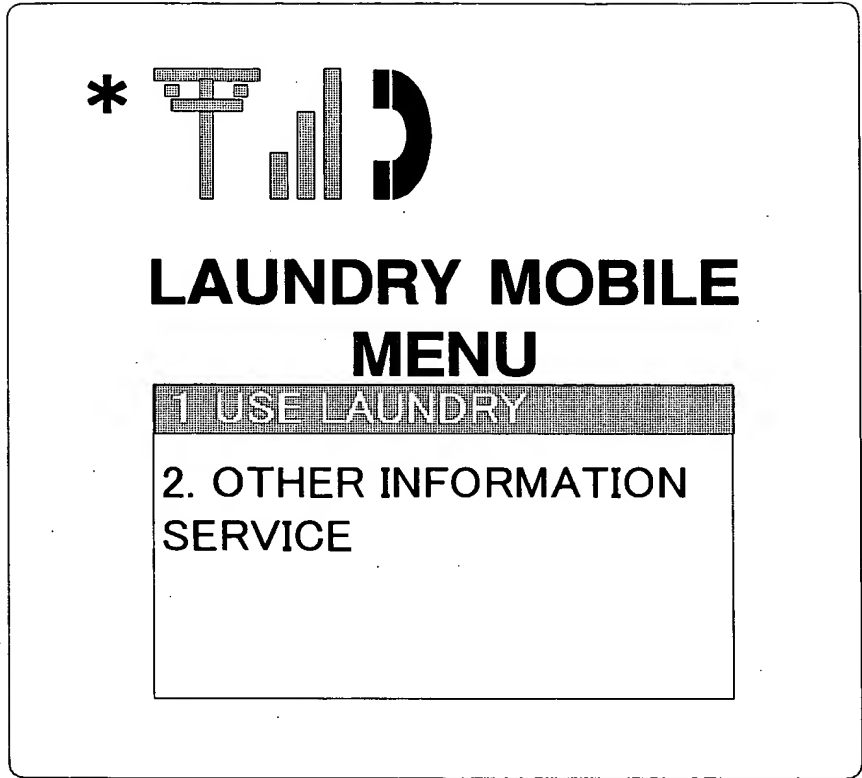 *
LAUNDRY MOBILE
MENU
1 USE LAUNDRY
2. OTHER INFORMATION
SERVICE